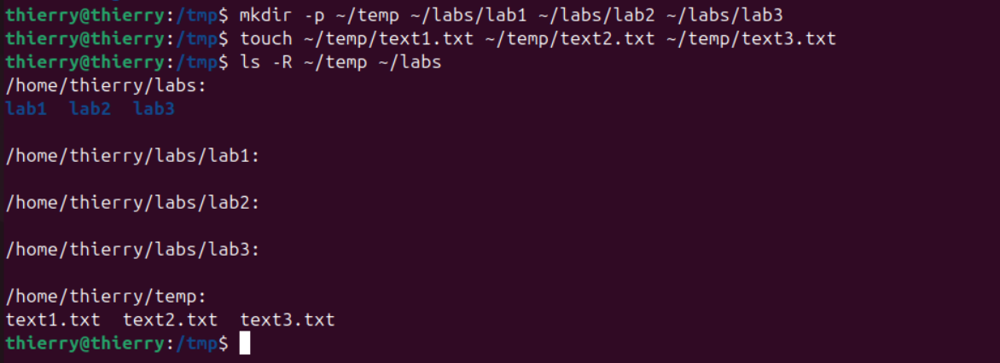 thierry@thierry:/tmp$ mkdir -p ~/temp ~/labs/lab1 ~/labs/lab2 ~/labs/lab3
thierry@thierry:/tmp$ touch ~/temp/text1.txt ~/temp/text2.txt ~/temp/text3.txt
thierry@thierry:/tmp$ ls -R ~/temp ~/labs
/home/thierry/labs:
lab1  lab2  lab3
/home/thierry/labs/lab1:
/home/thierry/labs/lab2:
/home/thierry/labs/lab3:
/home/thierry/temp:
text1.txt  text2.txt  text3.txt
thierry@thierry:/tmp$